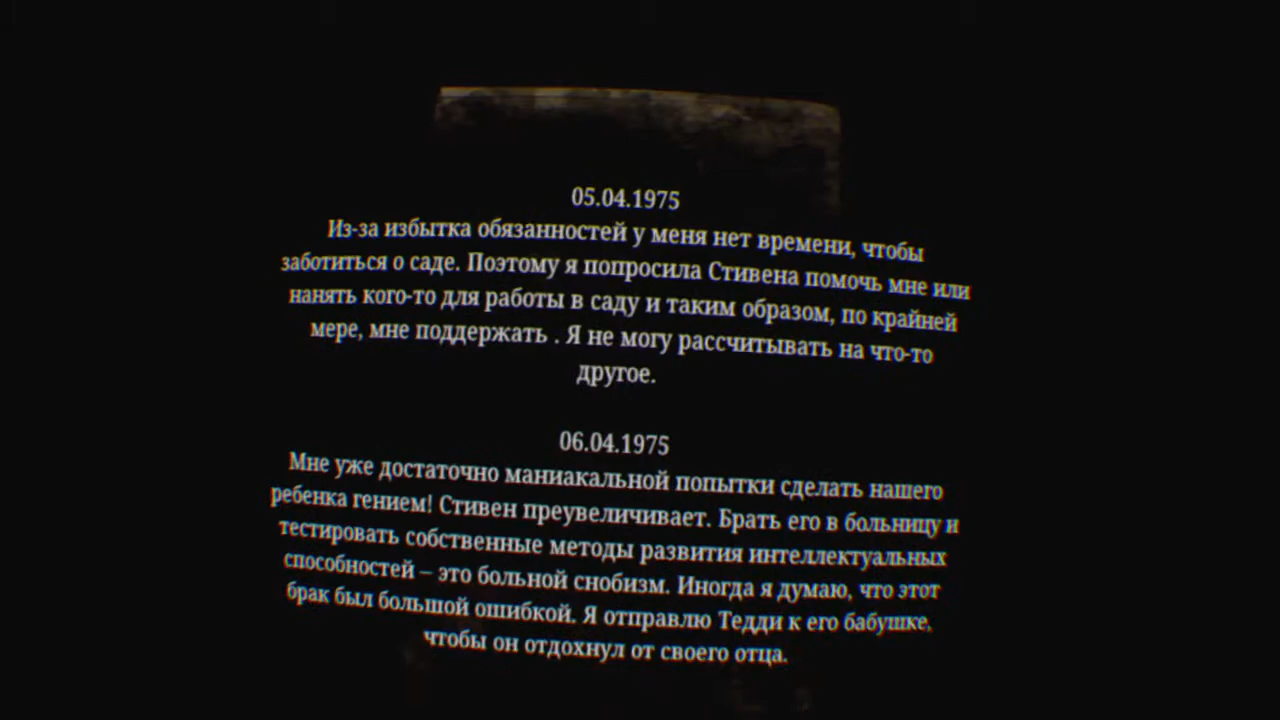 05.04.1975
Из-за избытка обязанностей у меня нет времени, чтобы
заботиться о саде. Поэтому я попросила Стивена помочь мне или
нанять кого-то для работы в саду и таким образом, по крайней
мере, мне поддержать . Я не могу рассчитывать на что-то
другое.
06.04.1975
Мне уже достаточно маниакальной попытки сделать нашего
ребенка гением! Стивен преувеличивает. Брать его в больницу и
тестировать собственные методы развития интеллектуальных
способностей – это больной снобизм. Иногда я думаю, что этот
брак был большой ошибкой. Я отправлю Тедди к его бабушке,
чтобы он отдохнул от своего отца.